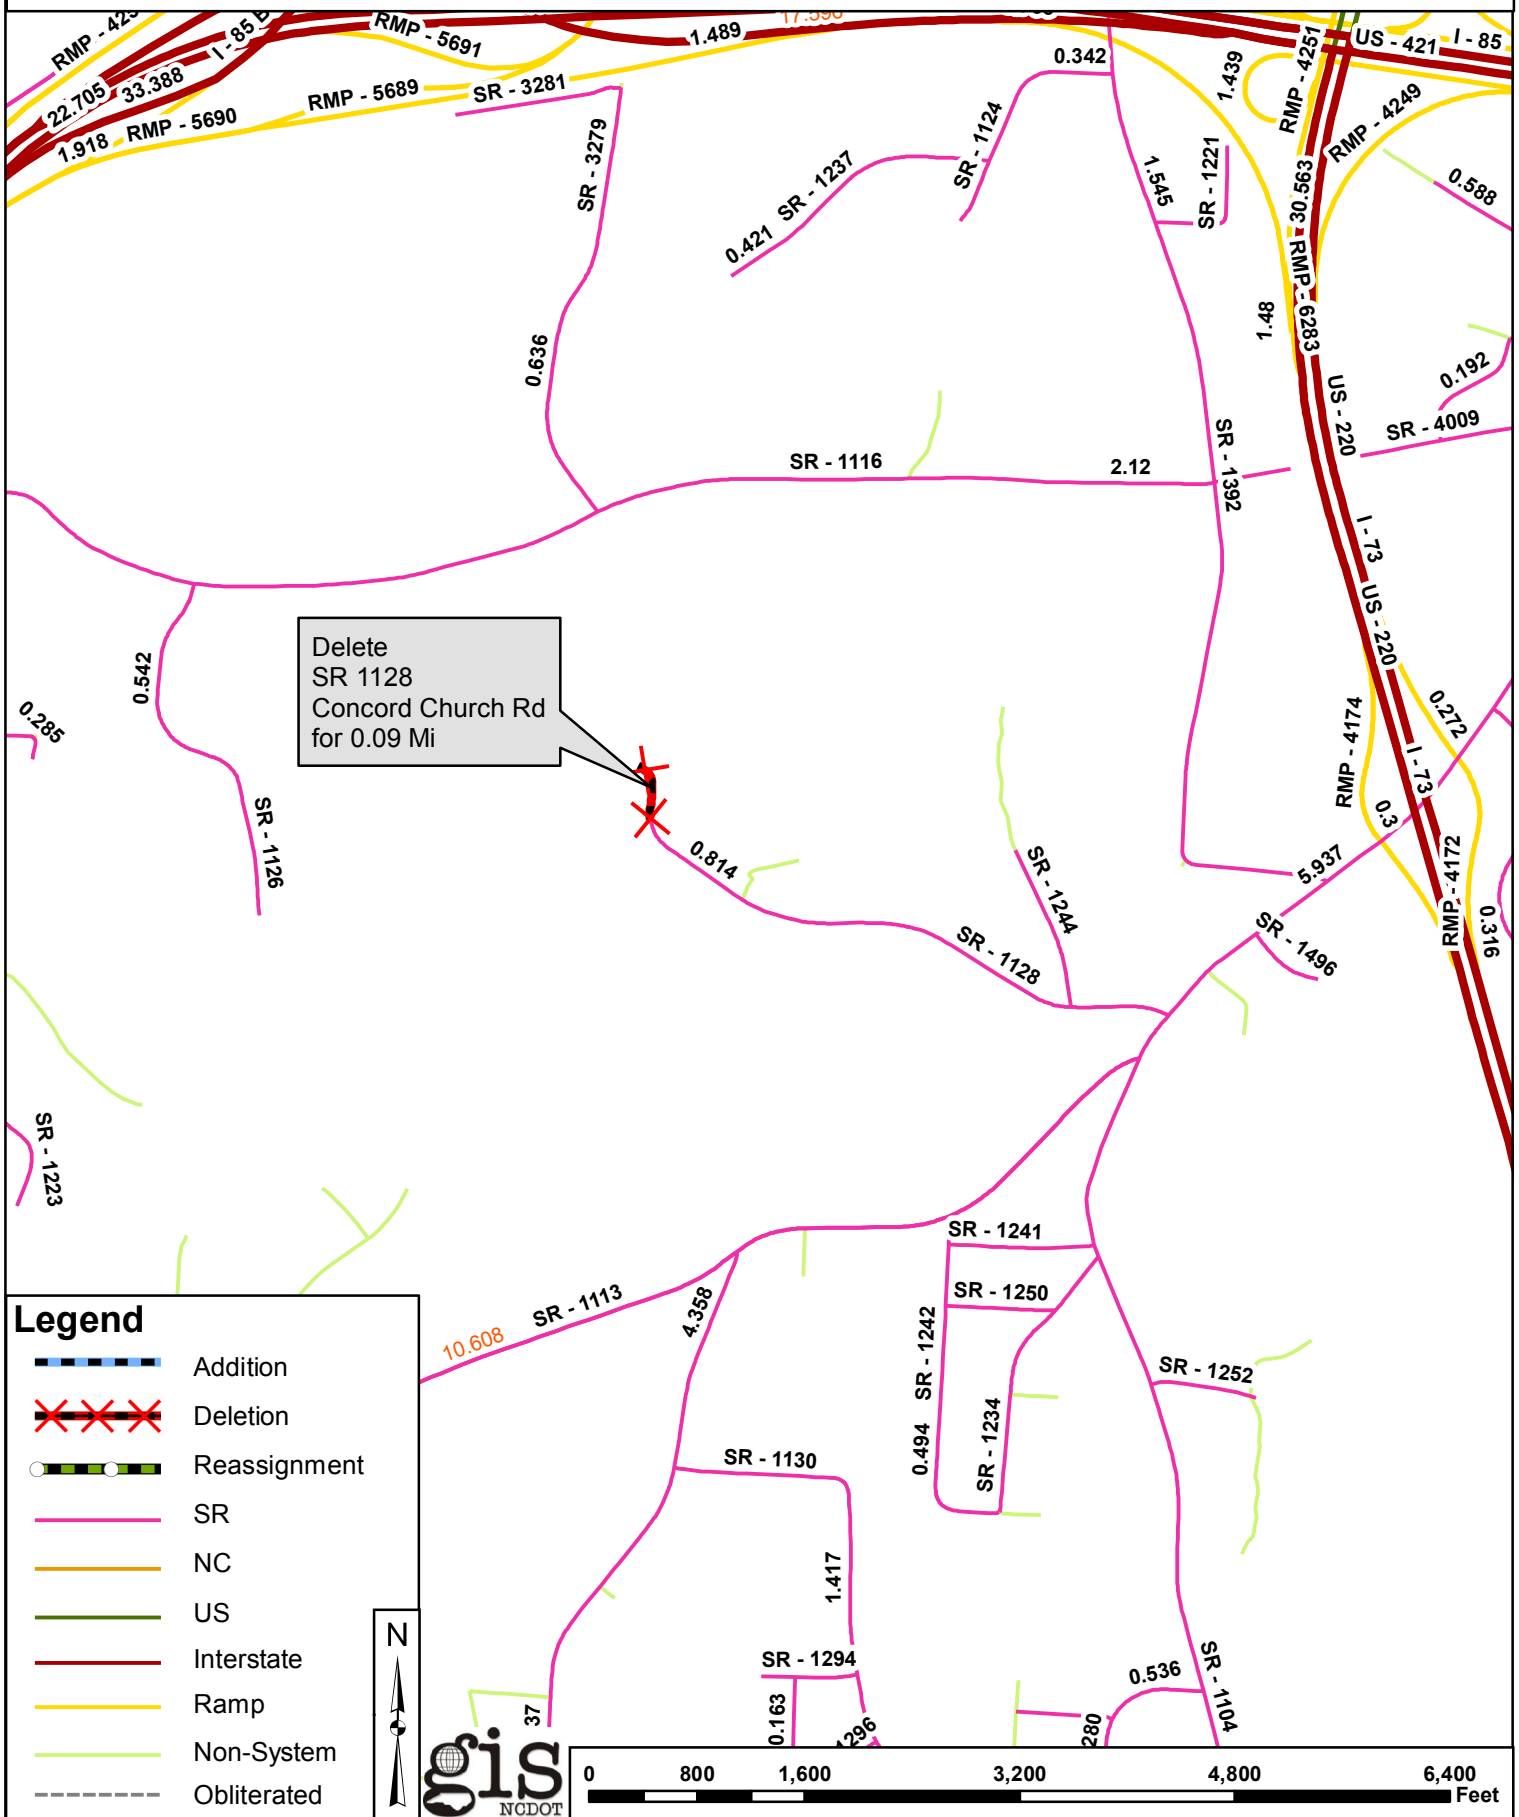 RMP - 5691
I - 85 B
22.705
33.388
1.918
RMP - 5690
RMP - 5689
SR - 3281
1.489
0.342
1.439
RMP - 4251
US - 421
I - 85
RMP - 4249
SR - 3279
SR - 1124
SR - 1237
0.421
1.545
SR - 1221
30.563
0.588
RMP - 6283
1.48
0.636
US - 220
0.192
SR - 4009
SR - 1116
2.12
SR - 1392
I - 73
US - 220
Delete
SR 1128
Concord Church Rd
for 0.09 Mi
0.542
0.285
SR - 1126
0.814
SR - 1128
SR - 1244
RMP - 4174
0.272
I - 73
0.3
5.937
RMP - 4172
0.316
SR - 1496
SR - 1223
SR - 1241
SR - 1250
SR - 1242
0.494
SR - 1234
SR - 1252
SR - 1113
10.608
4.358
SR - 1130
1.417
SR - 1294
0.163
1296
37
0.536
280
SR - 1104
Legend
Addition
Deletion
Reassignment
SR
NC
US
Interstate
Ramp
Non-System
Obliterated
N
gis
NCDOT
0 800 1,600 3,200 4,800 6,400
Feet